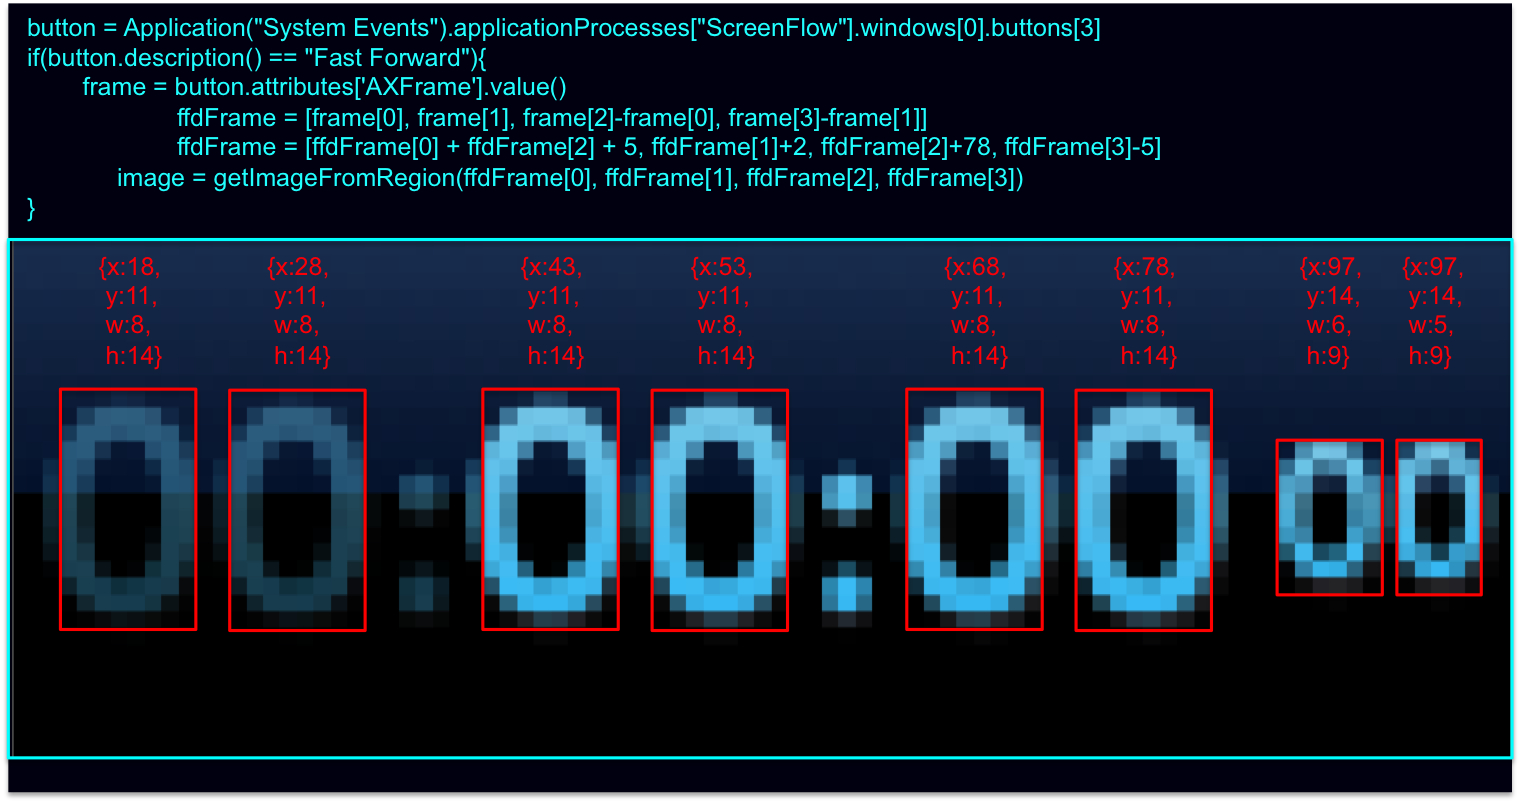 button = Application("System Events").applicationProcesses["ScreenFlow"].windows[0].buttons[3]
if(button.description() == "Fast Forward"){
frame = button.attributes['AXFrame'].value()
ffdFrame = [frame[0], frame[1], frame[2]-frame[0], frame[3]-frame[1]]
ffdFrame = [ffdFrame[0] + ffdFrame[2] + 5, ffdFrame[1]+2, ffdFrame[2]+78, ffdFrame[3]-5]
image = getImageFromRegion(ffdFrame[0], ffdFrame[1], ffdFrame[2], ffdFrame[3])
}
{x:18, {x:28, {x:43, {x:53, {x:68, {x:78, {x:97, {x:97,
y:11, y:11, y:11, y:11, y:11, y:11, y:14, y:14,
w:8, w:8, w:8, w:8, w:8, w:8, w:6, w:5,
h:14} h:14} h:14} h:14} h:14} h:14} h:9} h:9}
00:00:00 00